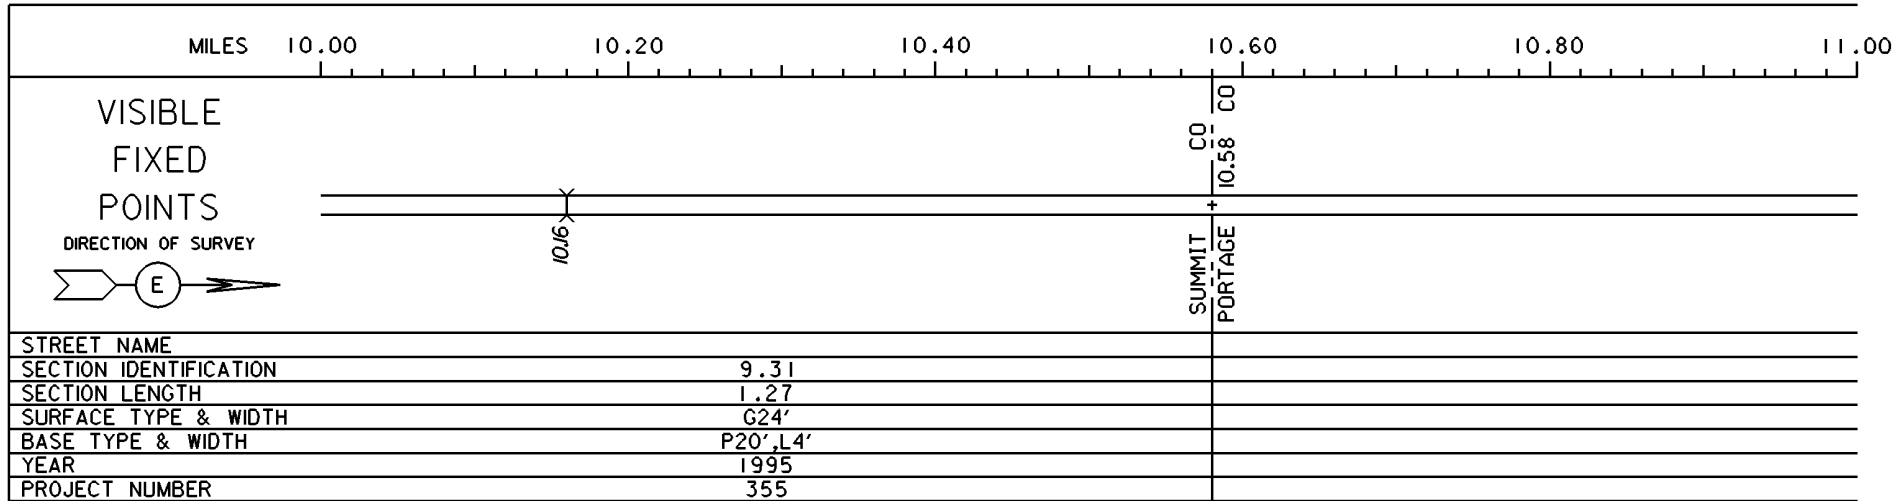 MILES 10.00 10.20 10.40 10.60 10.80 11.00
VISIBLE
FIXED
POINTS
DIRECTION OF SURVEY
E
10.16
SUMMIT CO
PORTAGE 10.58 CO
STREET NAME
SECTION IDENTIFICATION 9.31
SECTION LENGTH 1.27
SURFACE TYPE & WIDTH G24'
BASE TYPE & WIDTH P20',L4'
YEAR 1995
PROJECT NUMBER 355